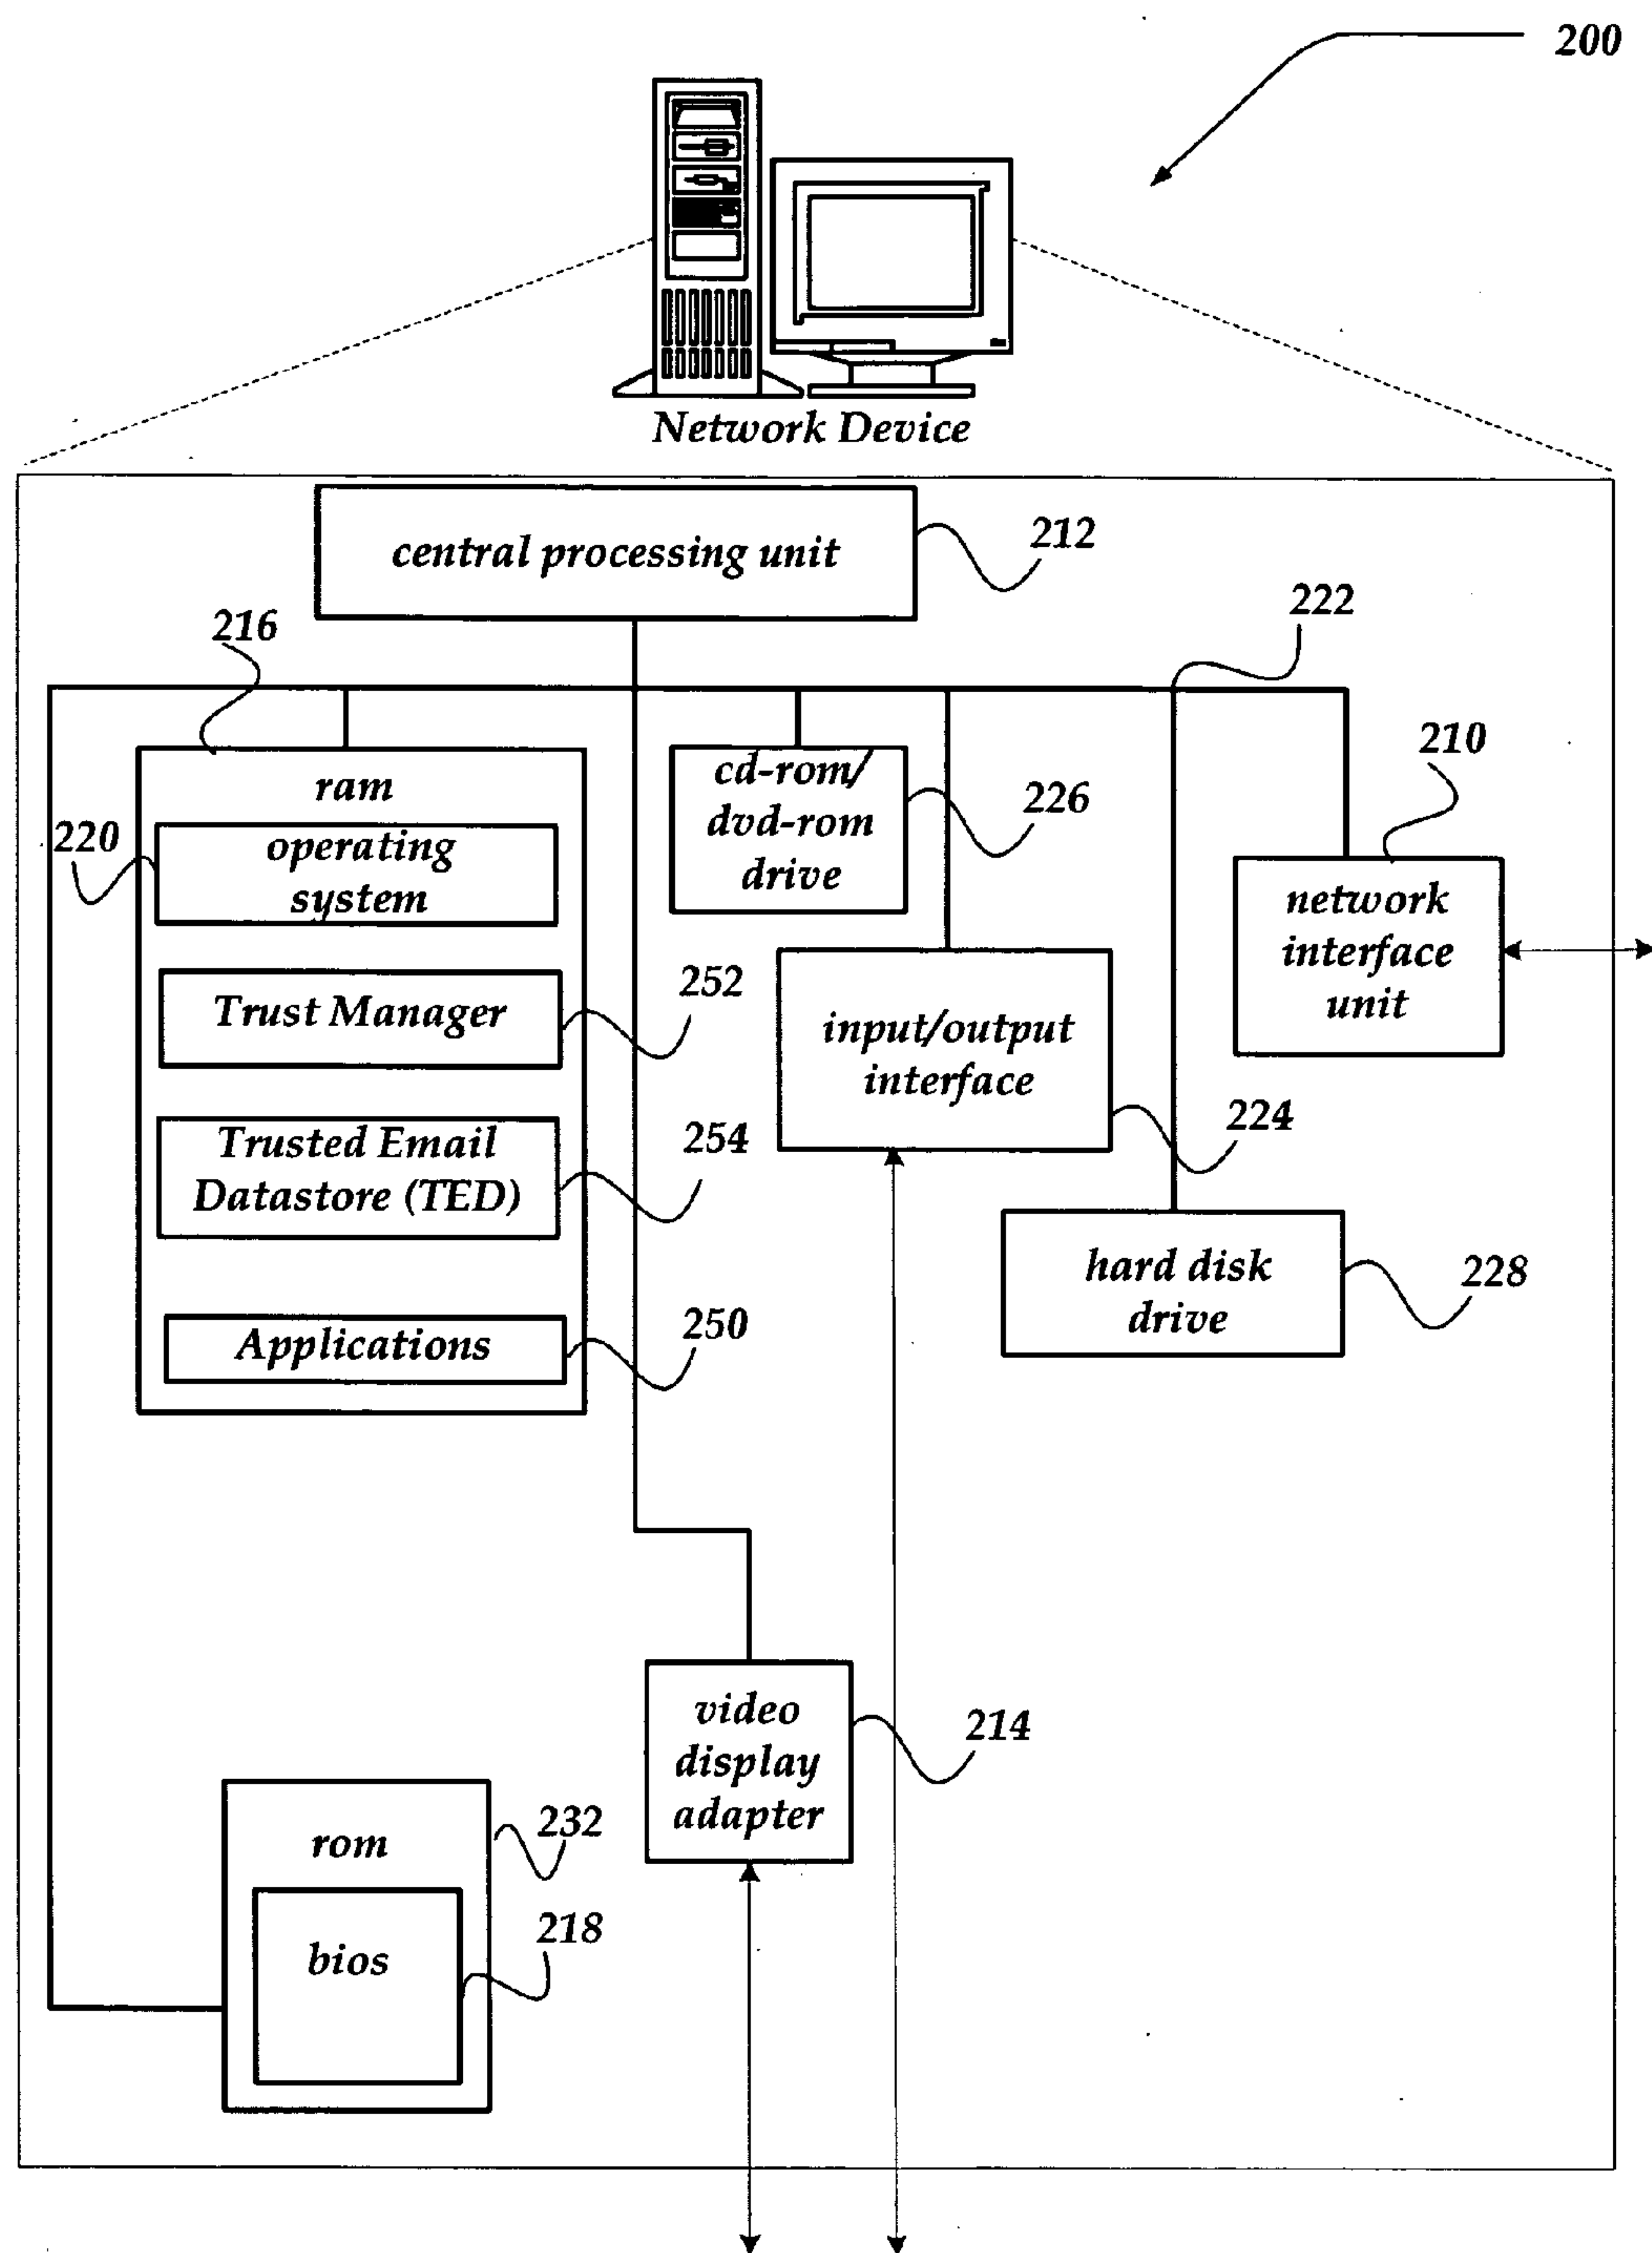 200
Network Device
central processing unit
212
222
216
210
ram
cd-rom/
dvd-rom
drive
226
220
operating
system
network
interface
unit
252
Trust Manager
input/output
interface
224
254
Trusted Email
Datastore (TED)
hard disk
drive
228
250
Applications
video
display
adapter
214
232
rom
218
bios